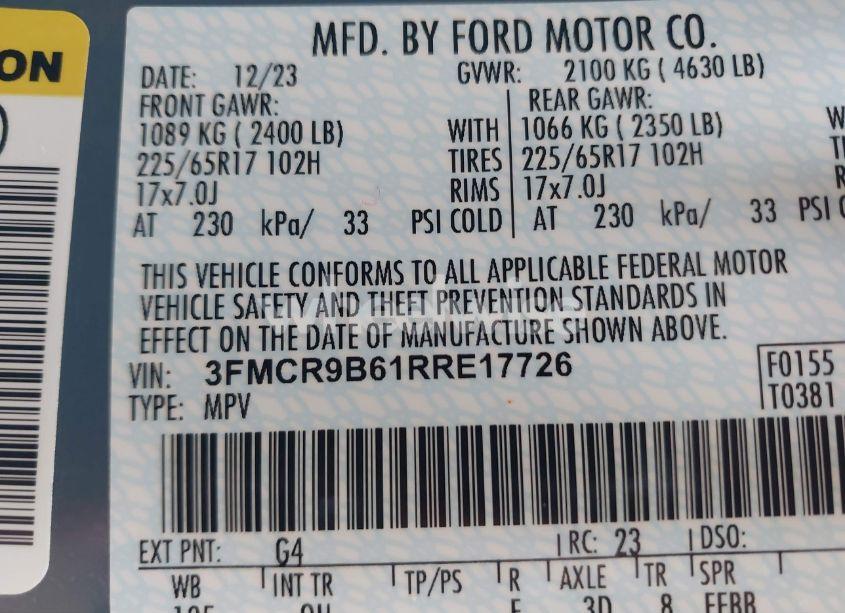 ON
MFD. BY FORD MOTOR CO.
DATE: 12/23 GVWR: 2100 KG ( 4630 LB)
FRONT GAWR: REAR GAWR:
1089 KG ( 2400 LB) WITH 1066 KG ( 2350 LB) W
225/65R17 102H TIRES 225/65R17 102H TI
17x7.0J RIMS 17x7.0J R
AT 230 kPa/ 33 PSI COLD AT 230 kPa/ 33 PSI C
THIS VEHICLE CONFORMS TO ALL APPLICABLE FEDERAL MOTOR
VEHICLE SAFETY AND THEFT PREVENTION STANDARDS IN
EFFECT ON THE DATE OF MANUFACTURE SHOWN ABOVE.
VIN: 3FMCR9B61RRE17726 F0155
TYPE: MPV T0381
EXT PNT: G4 RC: 23 DSO:
WB INT TR TP/PS R AXLE TR SPR
3D 8